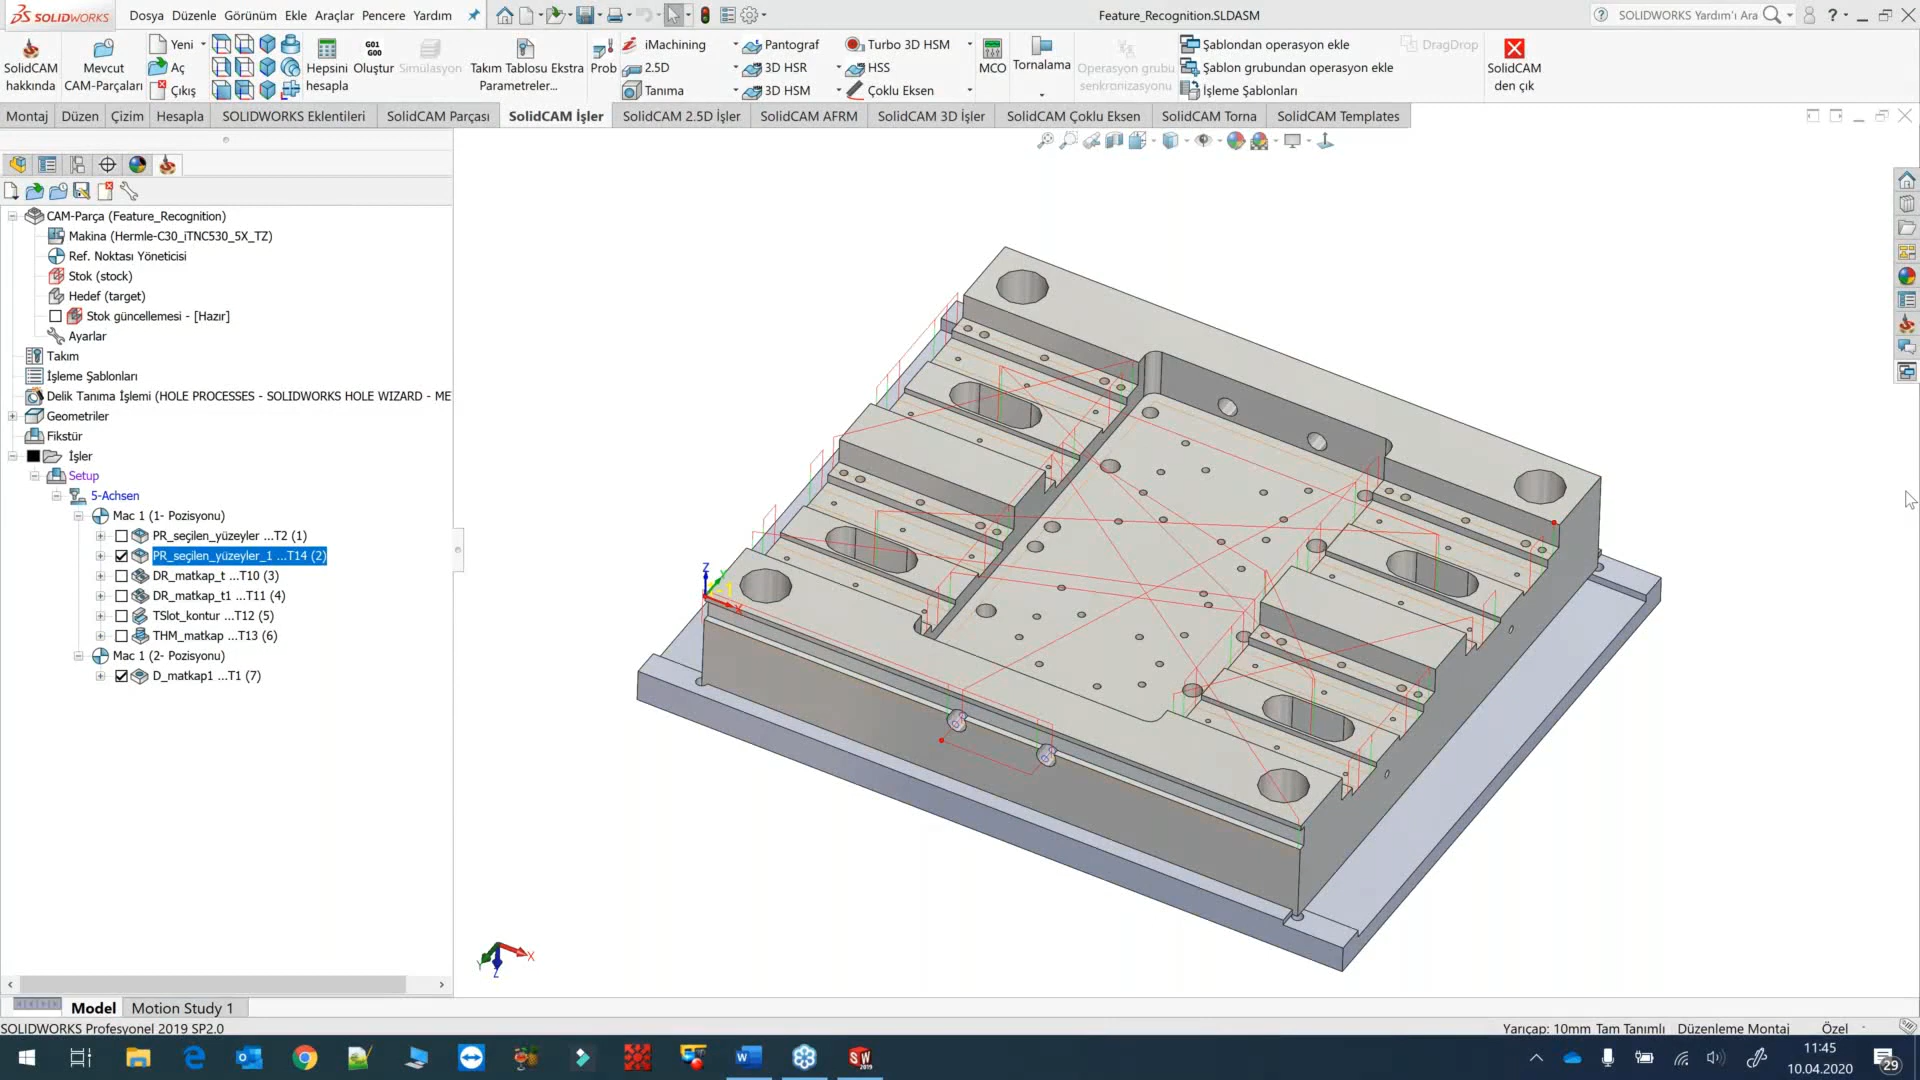 SOLIDWORKS
Dosya Düzenle Görünüm Ekle Araçlar Pencere Yardım
Feature_Recognition.SLDASM
SOLIDWORKS Yardım'ı Ara
?
SolidCAM hakkında
Mevcut CAM-Parçaları
Yeni
Aç
Çıkış
Hepsini hesapla
G01 G00
Oluştur
Simülasyon
Takım Tablosu Ekstra Parametreler...
Prob
iMachining
2.5D
Tanıma
Pantograf
3D HSR
3D HSM
Turbo 3D HSM
HSS
Çoklu Eksen
MCO
Tornalama
Operasyon grubu senkronizasyonu
Şablondan operasyon ekle
Şablon grubundan operasyon ekle
İşleme Şablonları
DragDrop
SolidCAM den çık
Montaj Düzen Çizim Hesapla SOLIDWORKS Eklentileri SolidCAM Parçası SolidCAM İşler SolidCAM 2.5D İşler SolidCAM AFRM SolidCAM 3D İşler SolidCAM Çoklu Eksen SolidCAM Torna SolidCAM Templates
CAM-Parça (Feature_Recognition)
Makina (Hermle-C30_iTNC530_5X_TZ)
Ref. Noktası Yöneticisi
Stok (stock)
Hedef (target)
Stok güncellemesi - [Hazır]
Ayarlar
Takım
İşleme Şablonları
Delik Tanıma İşlemi (HOLE PROCESSES - SOLIDWORKS HOLE WIZARD - ME
Geometriler
Fikstür
İşler
Setup
5-Achsen
Mac 1 (1- Pozisyonu)
PR_seçilen_yüzeyler ...T2 (1)
PR_seçilen_yüzeyler_1 ...T14 (2)
DR_matkap_t ...T10 (3)
DR_matkap_t1 ...T11 (4)
TSlot_kontur ...T12 (5)
THM_matkap ...T13 (6)
Mac 1 (2- Pozisyonu)
D_matkap1 ...T1 (7)
Z
Y
X
X
Y
Z
Model Motion Study 1
SOLIDWORKS Profesyonel 2019 SP2.0
Yarıçap: 10mm Tam Tanımlı Düzenleme Montaj Özel
11:45
10.04.2020
29